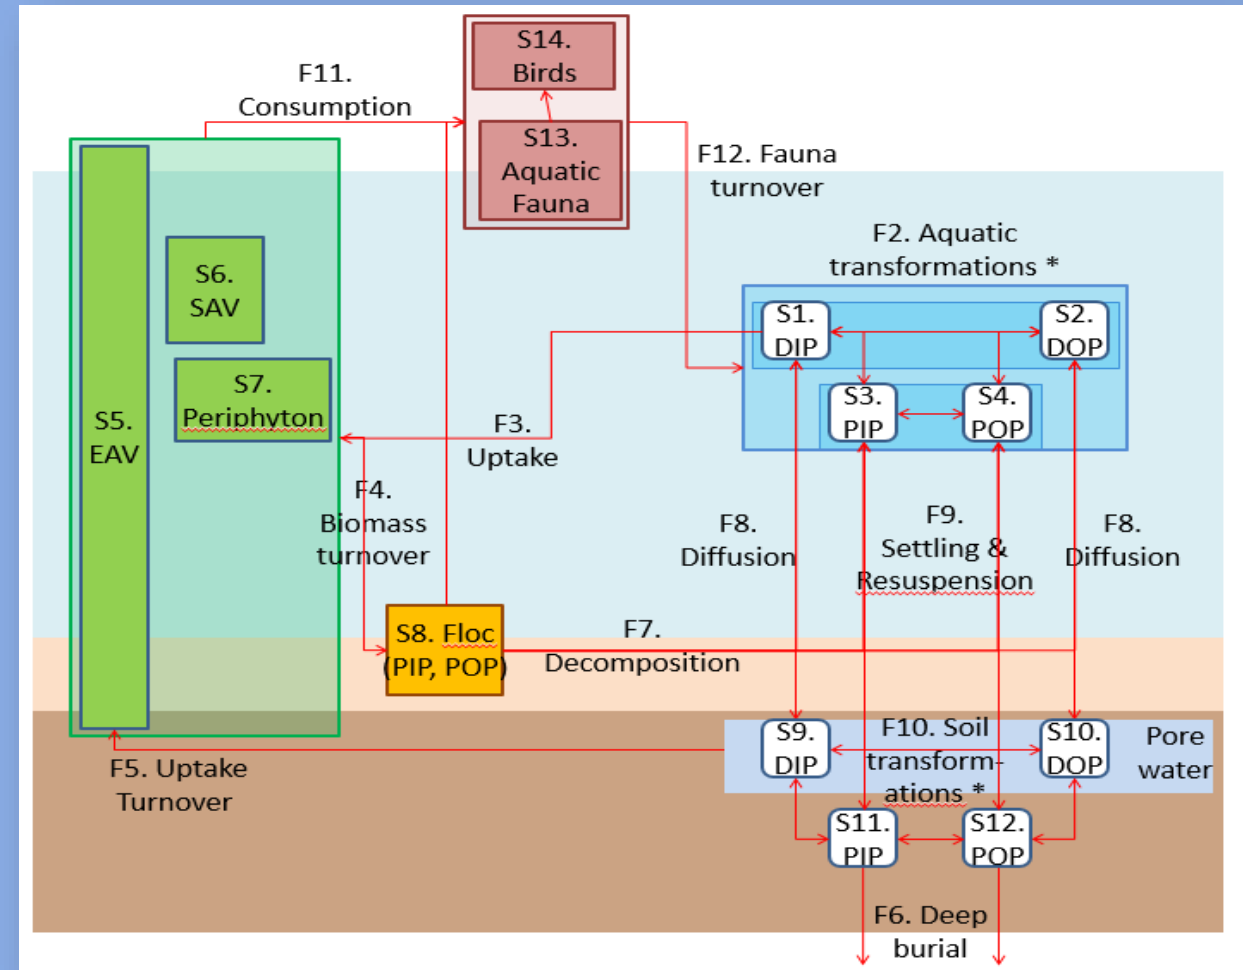 S14.
Birds
F11.
Consumption
S13.
Aquatic
Fauna
F12. Fauna
turnover
F2. Aquatic
transformations *
S6.
SAV
S1.
DIP
S2.
DOP
S7.
Periphyton
S3.
PIP
S4.
POP
S5.
EAV
F3.
Uptake
F4.
Biomass
turnover
F8.
Diffusion
F9.
Settling &
Resuspension
F8.
Diffusion
S8. Floc
(PIP, POP)
F7.
Decomposition
S9.
DIP
F10. Soil
transform-
ations *
S10.
DOP
Pore
water
F5. Uptake
Turnover
S11.
PIP
S12.
POP
F6. Deep
burial